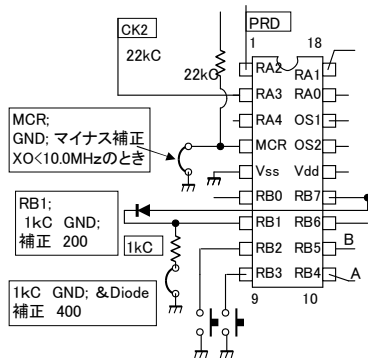 PRD
CK2
1
18
22kC
22kC
RA2
RA1
RA3
RA0
RA4
OS1
MCR
OS2
Vss
Vdd
RB0
RB7
RB1
RB6
RB2
RB5
B
RB3
RB4
A
9
10
MCR;
GND; マイナス補正
XO<10.0MHzのとき
RB1;
1kC GND;
補正 200
1kC
1kC GND; &Diode
補正 400